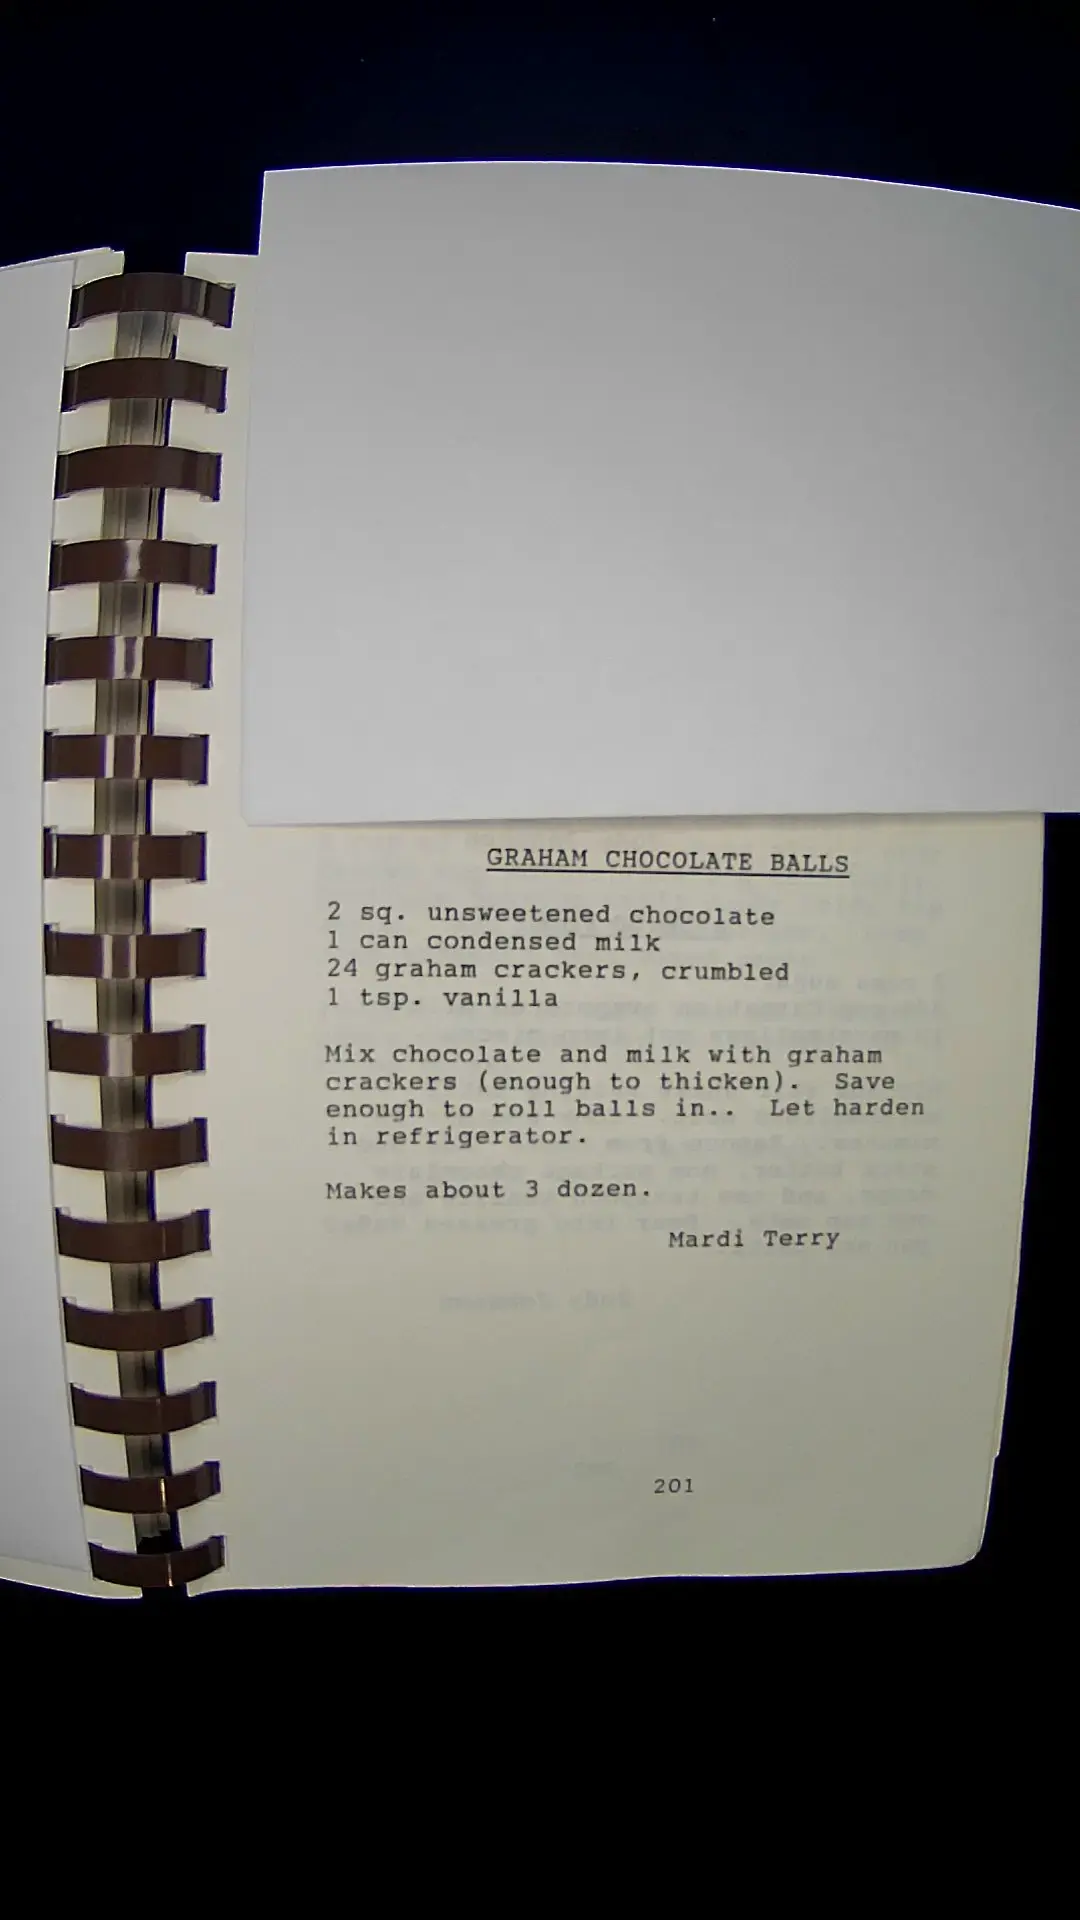 GRAHAM CHOCOLATE BALLS
2 sq. unsweetened chocolate
1 can condensed milk
24 graham crackers, crumbled
1 tsp. vanilla
Mix chocolate and milk with graham
crackers (enough to thicken). Save
enough to roll balls in.. Let harden
in refrigerator.
Makes about 3 dozen.
Mardi Terry
201